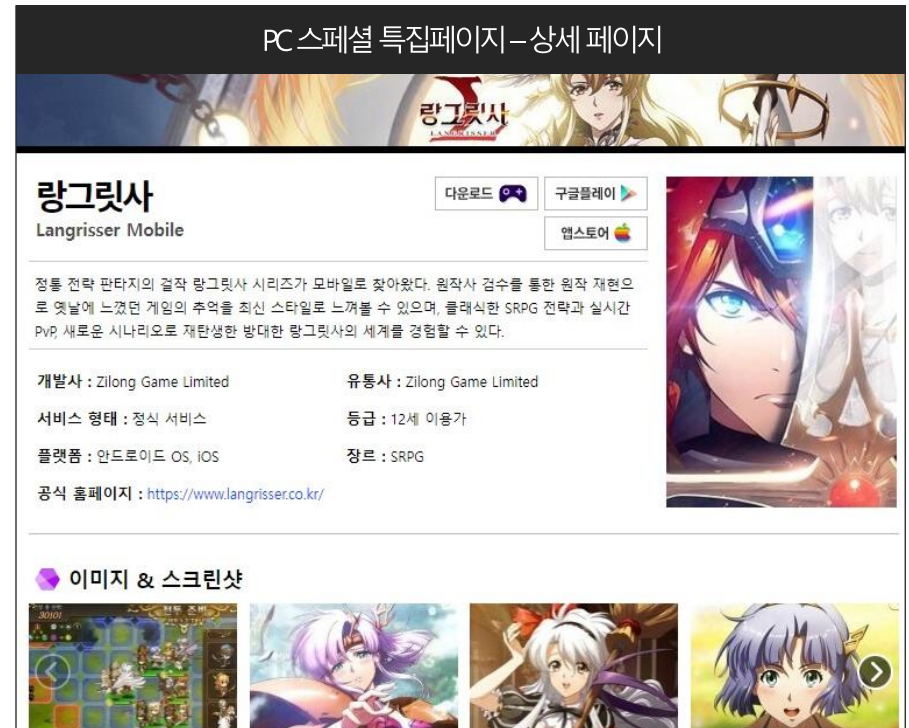 PC 스페셜 특집페이지 – 상세 페이지
랑그릿사
LANGRISSER
랑그릿사
Langrisser Mobile
다운로드
구글플레이
앱스토어
정통 전략 판타지의 걸작 랑그릿사 시리즈가 모바일로 찾아왔다. 원작사 검수를 통한 원작 재현으
로 옛날에 느꼈던 게임의 추억을 최신 스타일로 느껴볼 수 있으며, 클래식한 SRPG 전략과 실시간
PvP, 새로운 시나리오로 재탄생한 방대한 랑그릿사의 세계를 경험할 수 있다.
개발사 : Zilong Game Limited
유통사 : Zilong Game Limited
서비스 형태 : 정식 서비스
등급 : 12세 이용가
플랫폼 : 안드로이드 OS, iOS
장르 : SRPG
공식 홈페이지 : https://www.langrisser.co.kr/
이미지 & 스크린샷
30101
전투 준비